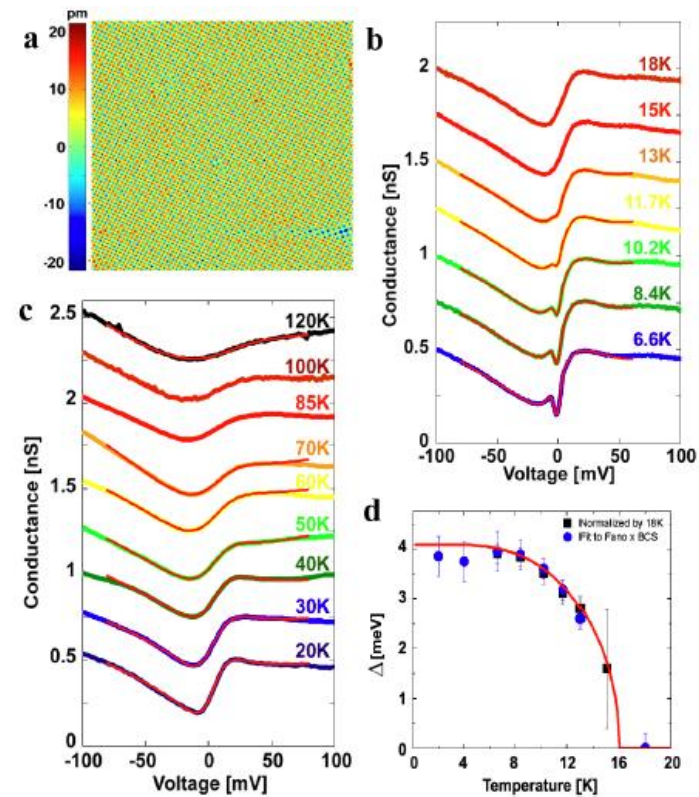 a
pm
20
10
0
-10
-20
b
Conductance [nS]
2
1.5
1
0.5
0
18K
15K
13K
11.7K
10.2K
8.4K
6.6K
-100 -50 0 50 100
Voltage [mV]
c
Conductance [nS]
2.5
2
1.5
1
0.5
0
120K
100K
85K
70K
60K
50K
40K
30K
20K
-100 -50 0 50 100
Voltage [mV]
d
Normalized by 18K
Fit to Fano x BCS
Δ [meV]
5
4
3
2
1
0
0 4 8 12 16 20
Temperature [K]